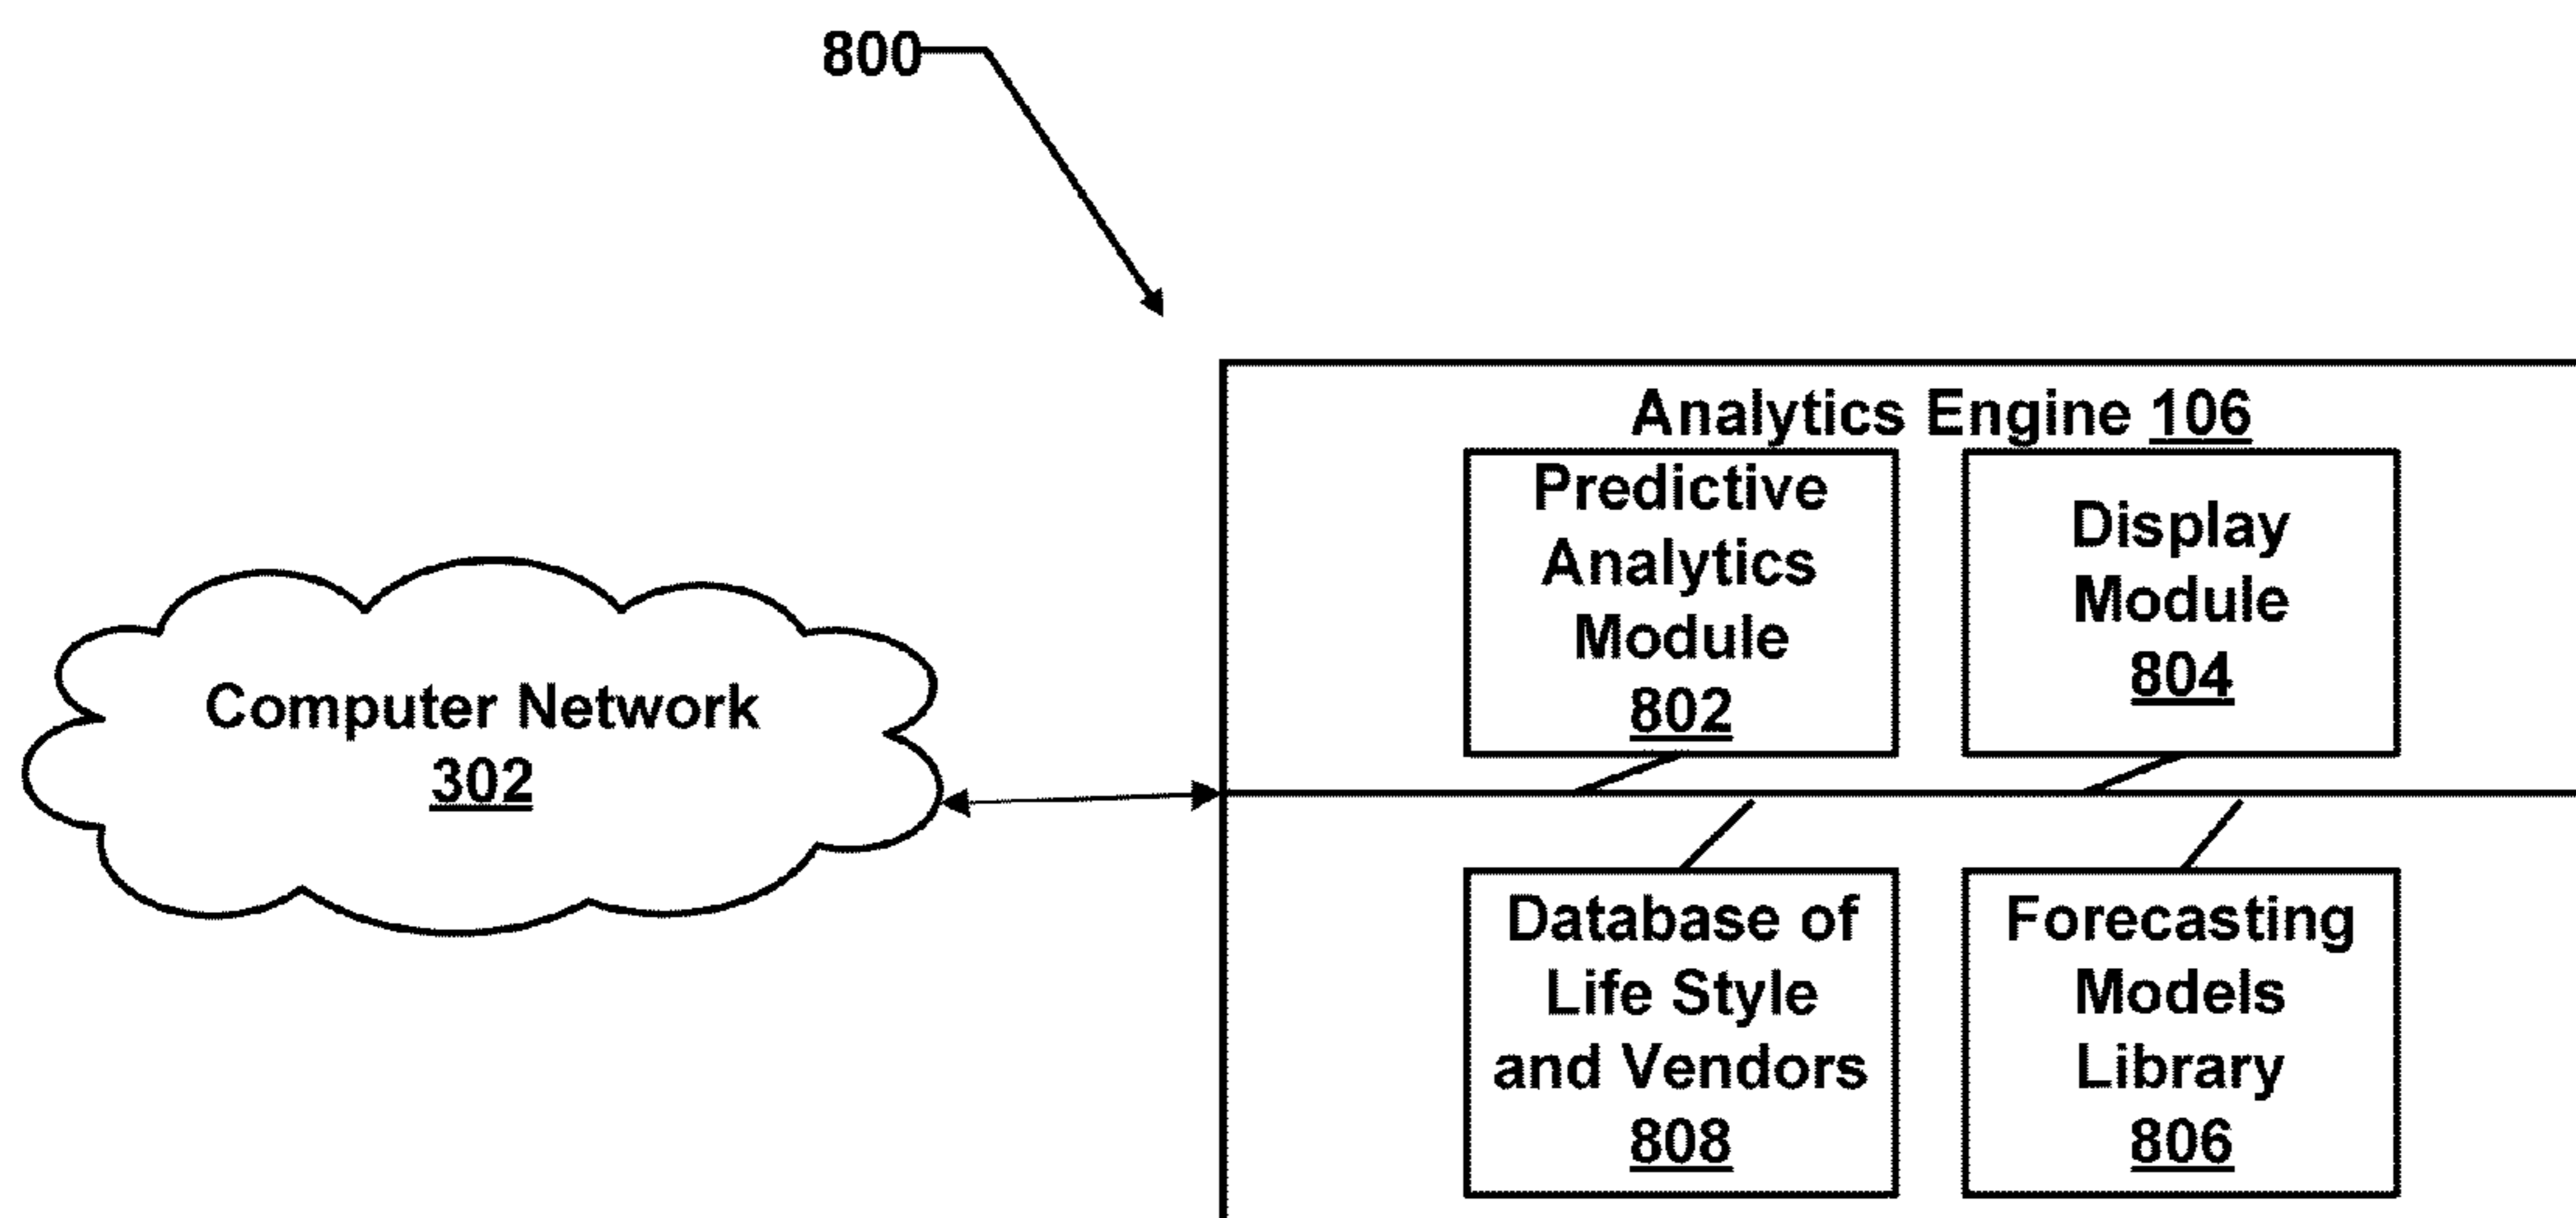 800
Analytics Engine 106
Predictive
Analytics
Module
802
Display
Module
804
Computer Network
302
Database of
Life Style
and Vendors
808
Forecasting
Models
Library
806